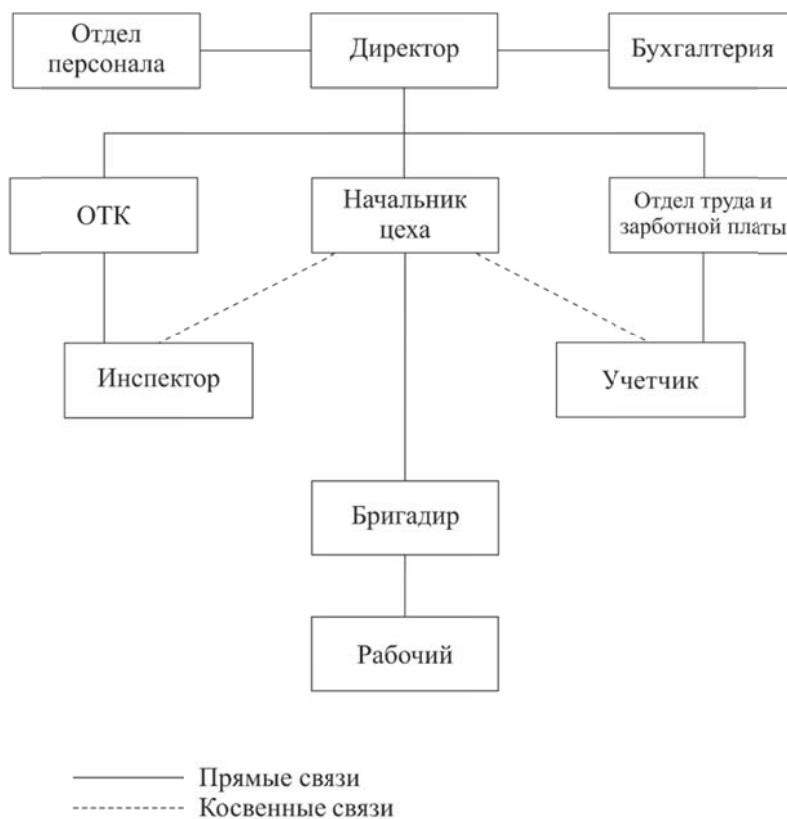 Отдел
персонала
Директор
Бухгалтерия
ОТК
Начальник
цеха
Отдел труда и
зарботной платы
Инспектор
Учетчик
Бригадир
Рабочий
Прямые связи
Косвенные связи